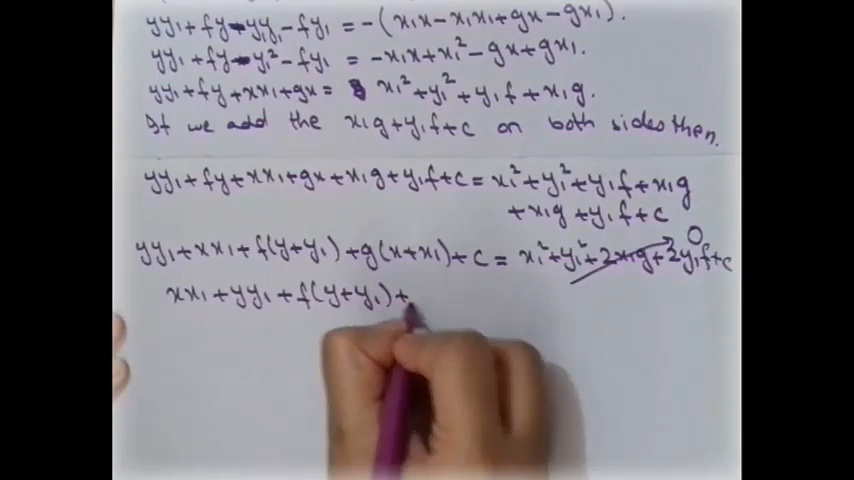 yy₁+fy-y₁y₁-fy₁ = -(x₁x-x₁x₁+gx-gx₁).
yy₁+fy-y₁²-fy₁ = -x₁x+x₁²-gx+gx₁.
yy₁+fy+xx₁+gx= x₁²+y₁²+y₁f+x₁g.
If we add the x₁g+y₁f+c on both sides then.
yy₁+fy+xx₁+gx+x₁g+y₁f+c = x₁²+y₁²+y₁f+x₁g
+x₁g+y₁f+c
0
yy₁+xx₁+f(y+y₁)+g(x+x₁)+c = x₁²+y₁²+2x₁g+2y₁f+c
xx₁+yy₁+f(y+y₁)+